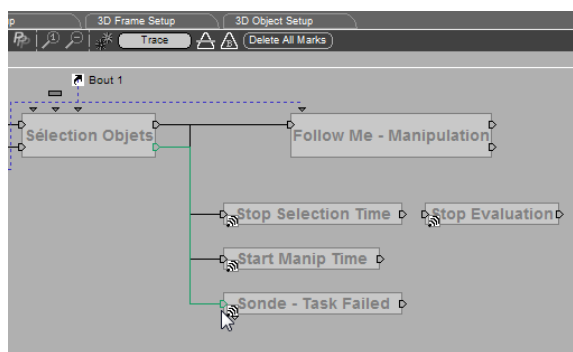 p
3D Frame Setup
3D Object Setup
Trace
Delete All Marks
Bout 1
Sélection Objets
Follow Me - Manipulation
Stop Selection Time
Stop Evaluation
Start Manip Time
Sonde - Task Failed